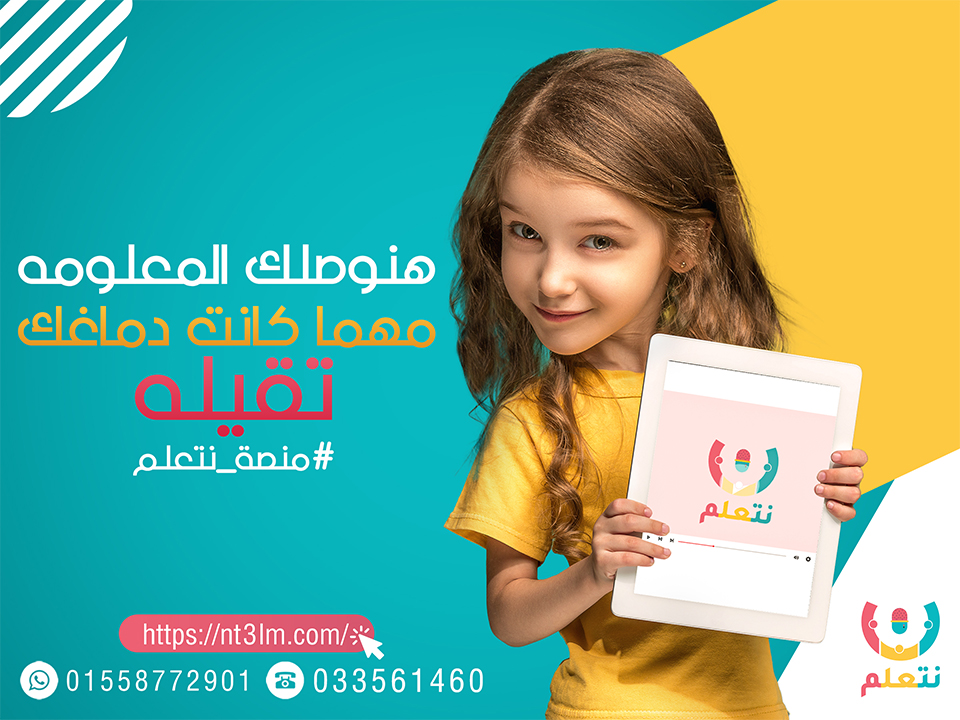 هنوصلك المعلومه
مهما كانت دماغك
تقيله
#منصة_نتعلم
نتعلم
https://nt3lm.com/
01558772901
033561460
نتعلم